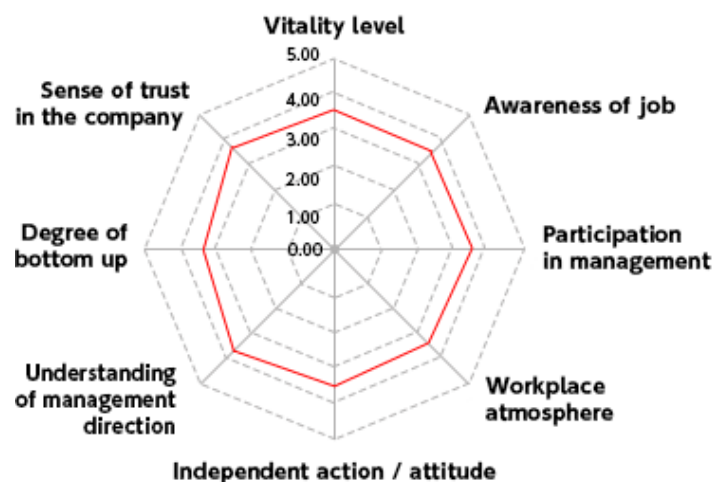 Vitality level
5.00
Sense of trust
in the company
4.00
Awareness of job
3.00
2.00
1.00
Degree of
bottom up
0.00
Participation
in management
Understanding
of management
direction
Workplace
atmosphere
Independent action / attitude